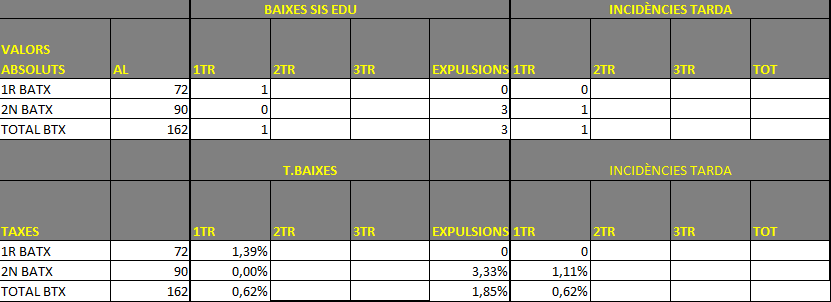 BAIXES SIS EDU INCIDÈNCIES TARDA
VALORS
ABSOLUTS AL 1TR 2TR 3TR EXPULSIONS 1TR 2TR 3TR TOT
1R BATX 72 1 0 0
2N BATX 90 0 3 1
TOTAL BTX 162 1 3 1
T.BAIXES INCIDÈNCIES TARDA
TAXES 1TR 2TR 3TR EXPULSIONS 1TR 2TR 3TR TOT
1R BATX 72 1,39% 0 0
2N BATX 90 0,00% 3,33% 1,11%
TOTAL BTX 162 0,62% 1,85% 0,62%